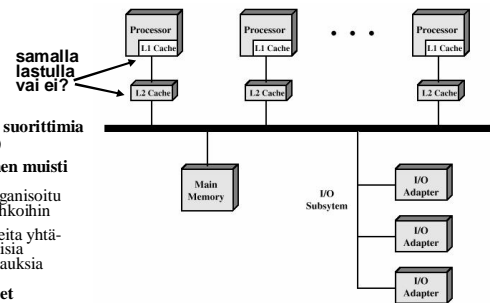 Processor
L1 Cache
Processor
L1 Cache
Processor
L1 Cache
samalla
lastulla
vai ei?
L2 Cache
L2 Cache
L2 Cache
suorittimia
en muisti
Main
Memory
I/O
Subsytem
I/O
Adapter
I/O
Adapter
I/O
Adapter
ganisoitu
hkoihin
eita yhtä-
isia
auksia
et